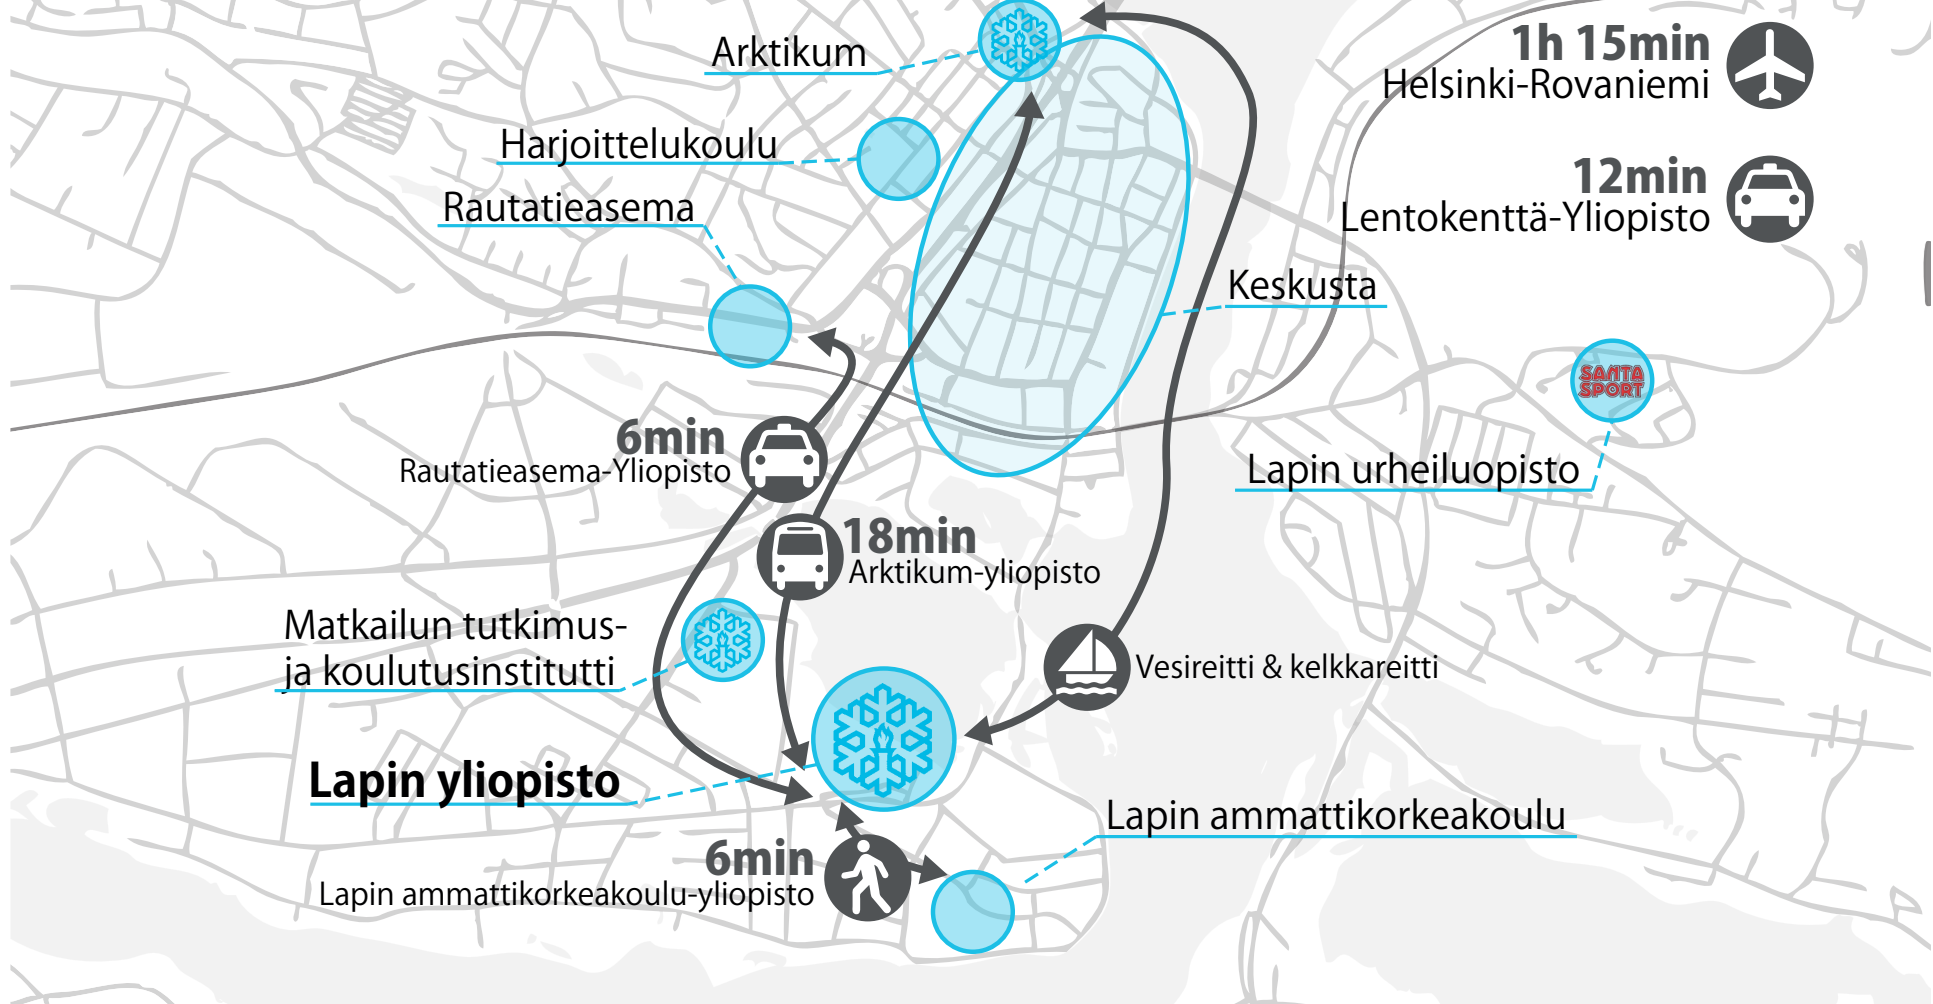 Arktikum
1h 15min
Helsinki-Rovaniemi
Harjoittelukoulu
12min
Lentokenttä-Yliopisto
Rautatieasema
Keskusta
SANTA
SPORT
6min
Rautatieasema-Yliopisto
Lapin urheiluopisto
18min
Arktikum-yliopisto
Matkailun tutkimus-
ja koulutusinstitutti
Vesireitti & kelkkareitti
Lapin yliopisto
Lapin ammattikorkeakoulu
6min
Lapin ammattikorkeakoulu-yliopisto